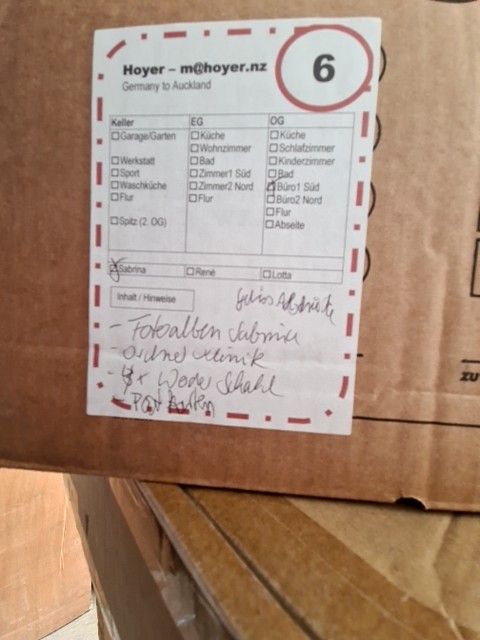 6
Hoyer – m@hoyer.nz
Germany to Auckland
Keller EG OG
Garage/Garten Küche Küche
Wohnzimmer Schlafzimmer
Werkstatt Bad Kinderzimmer
Sport Zimmer1 Süd Bad
Waschküche Zimmer2 Nord Büro1 Süd
Flur Flur Büro2 Nord
Flur
Spitz (2. OG) Abseite
Sabrina René Lotta
Inhalt / Hinweise
- Fotoalben Sabrina
- Ordner Klinik
ZU